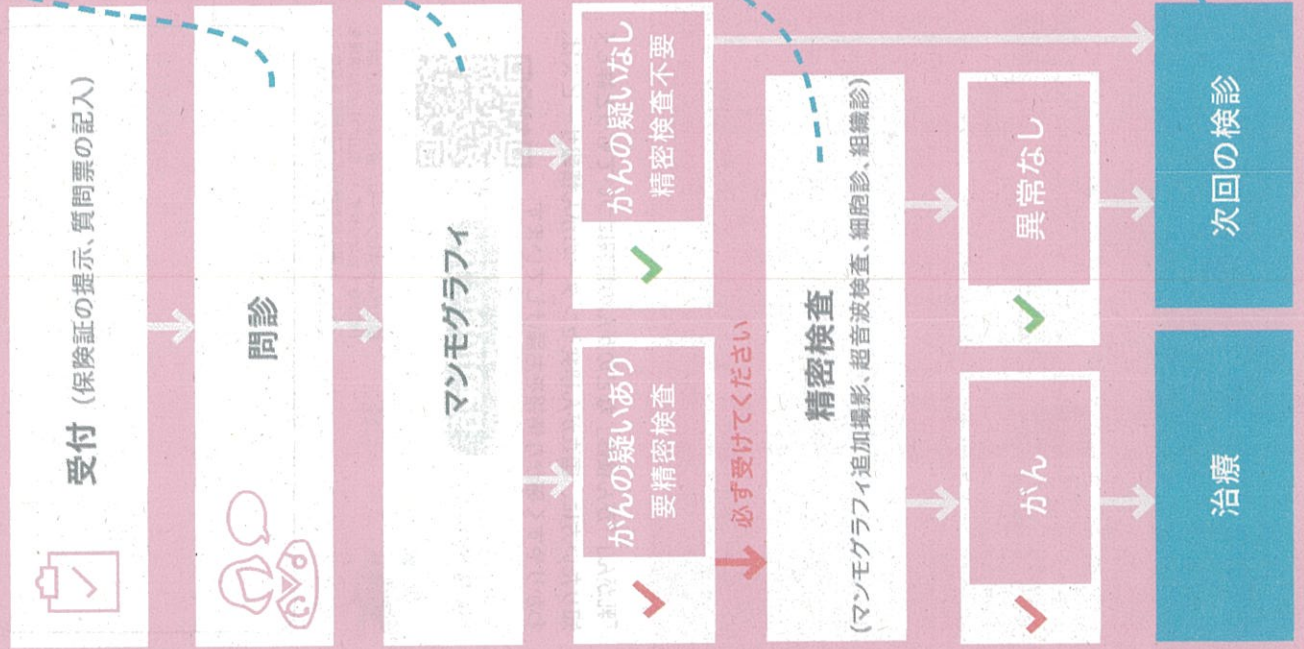 受付（保険証の提示、質問票の記入）
問診
マンモグラフィ
がんの疑いあり
要精密検査
がんの疑いなし
精密検査不要
必ず受けてください
精密検査
（マンモグラフィ追加撮影、超音波検査、細胞診、組織診）
がん
異常なし
治療
次回の検診